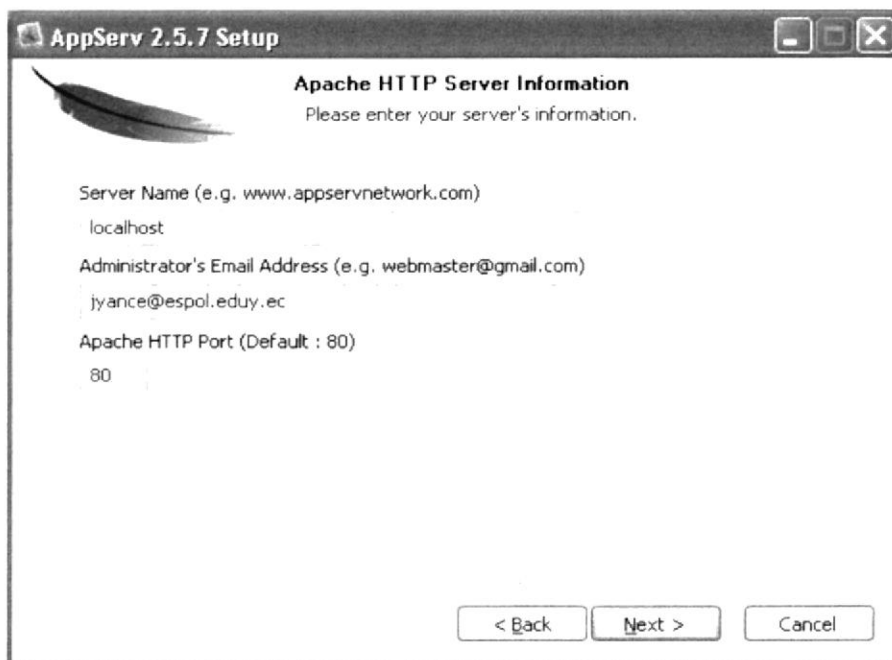 AppServ 2.5.7 Setup
Apache HTTP Server Information
Please enter your server's information.
Server Name (e.g. www.appservnetwork.com)
localhost
Administrator's Email Address (e.g. webmaster@gmail.com)
jyance@espol.eduy.ec
Apache HTTP Port (Default : 80)
80
< Back
Next >
Cancel